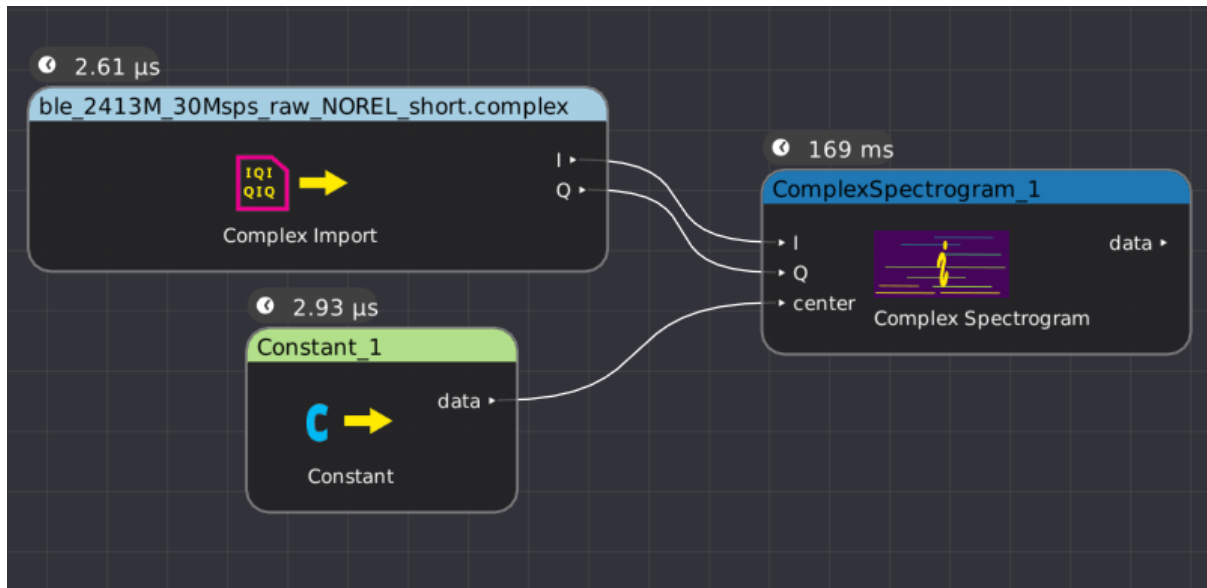 2.61 µs
ble_2413M_30Msps_raw_NOREL_short.complex
IQI
QIQ
I
Q
Complex Import
2.93 µs
Constant_1
data
C
Constant
169 ms
ComplexSpectrogram_1
I
Q
center
data
Complex Spectrogram